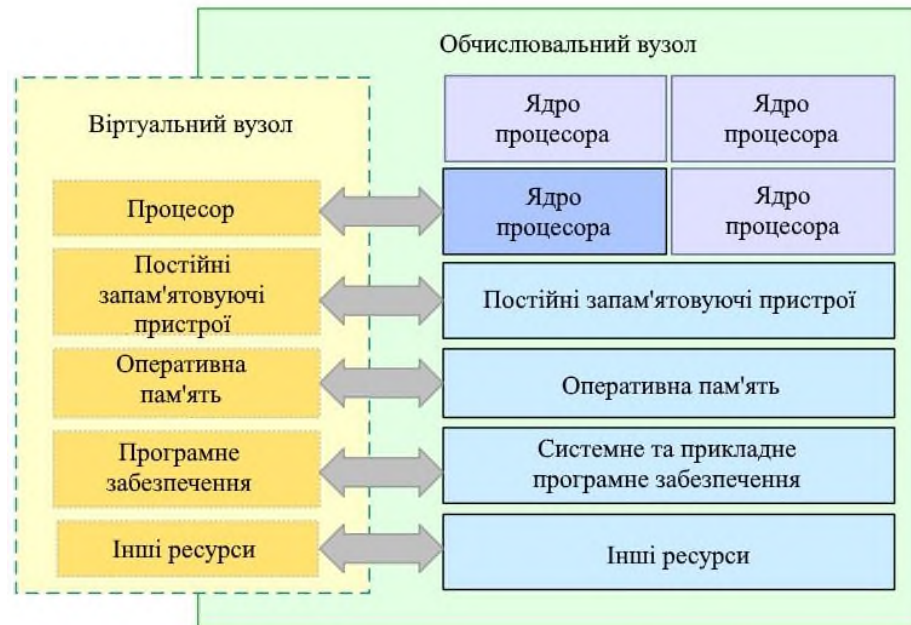 Обчислювальний вузол
Віртуальний вузол
Ядро
процесора
Ядро
процесора
Процесор
Ядро
процесора
Ядро
процесора
Постійні
запам'ятовуючі
пристрої
Постійні запам'ятовуючі пристрої
Оперативна
пам'ять
Оперативна пам'ять
Програмне
забезпечення
Системне та прикладне
програмне забезпечення
Інші ресурси
Інші ресурси